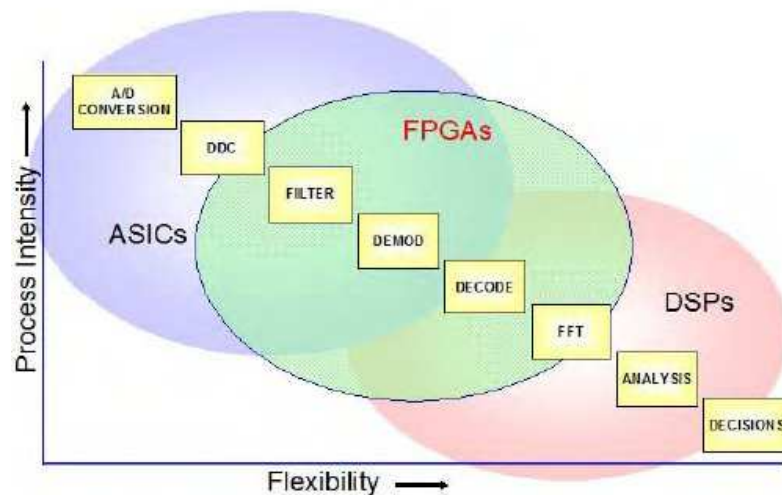 A/D
CONVERSION
FPGAs
DDC
FILTER
ASICs
DEMOD
DECODE
DSPs
FFT
ANALYSIS
DECISIONS
Process Intensity
Flexibility